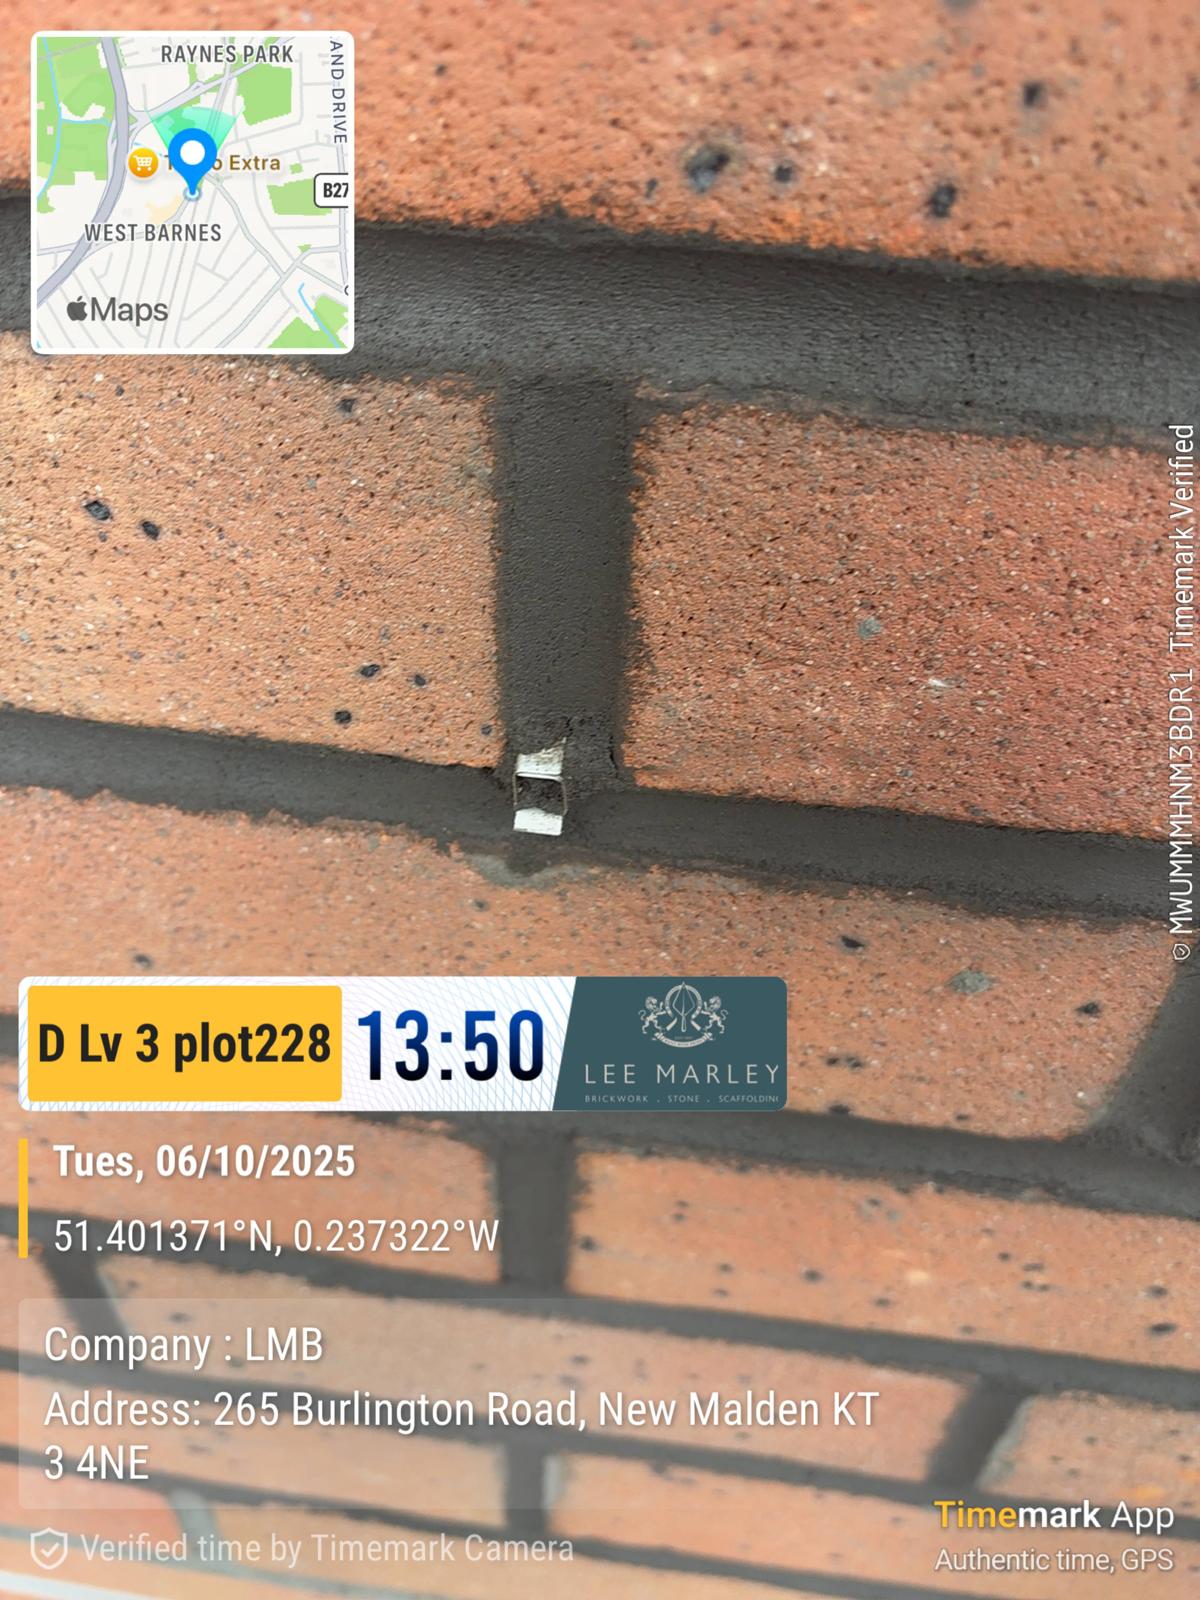 RAYNES PARK
AND DRIVE
Extra
B27
WEST BARNES
Maps
MWUMMMHNM3BDR1 Timemark Verified
D Lv 3 plot228
13:50
LEE MARLEY
BRICKWORK . STONE . SCAFFOLDIN
Tues, 06/10/2025
51.401371°N, 0.237322°W
Company : LMB
Address: 265 Burlington Road, New Malden KT
3 4NE
Verified time by Timemark Camera
Timemark App
Authentic time, GPS